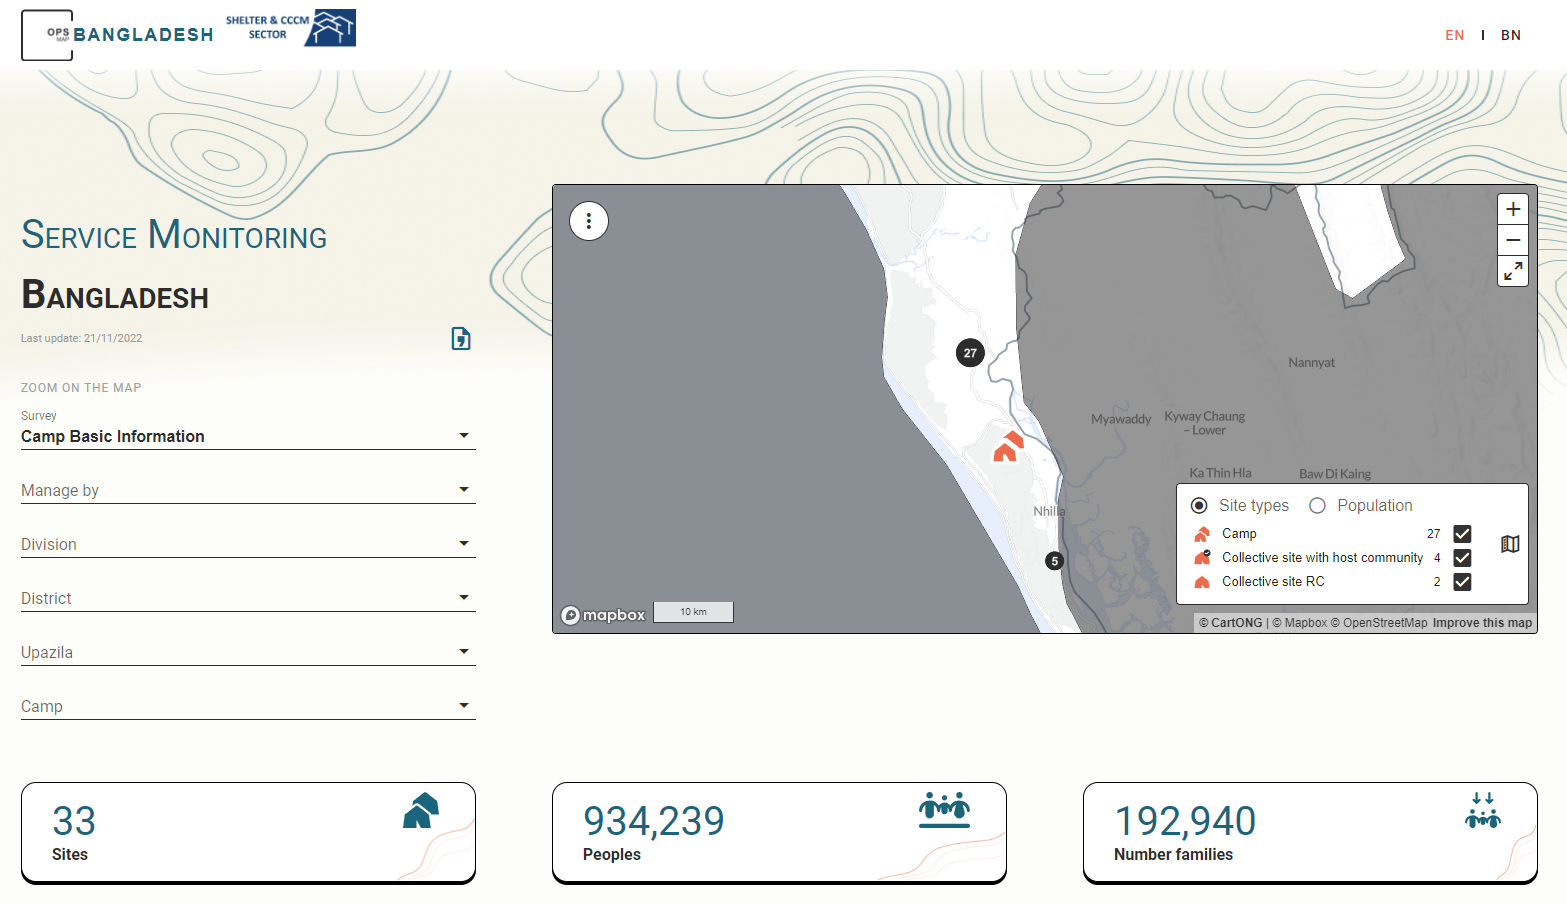 OPS
MAP
BANGLADESH
SHELTER & CCCM
SECTOR
EN | BN
SERVICE MONITORING
BANGLADESH
Last update: 21/11/2022
ZOOM ON THE MAP
Survey
Camp Basic Information
Manage by
Division
District
Upazila
Camp
27
Nannyat
Myawaddy
Kyway Chaung
– Lower
Ka Thin Hla
Baw Di Kaing
Nhilla
5
Site types
Population
Camp 27
Collective site with host community 4
Collective site RC 2
mapbox
10 km
© CartONG | © Mapbox © OpenStreetMap Improve this map
33
Sites
934,239
Peoples
192,940
Number families